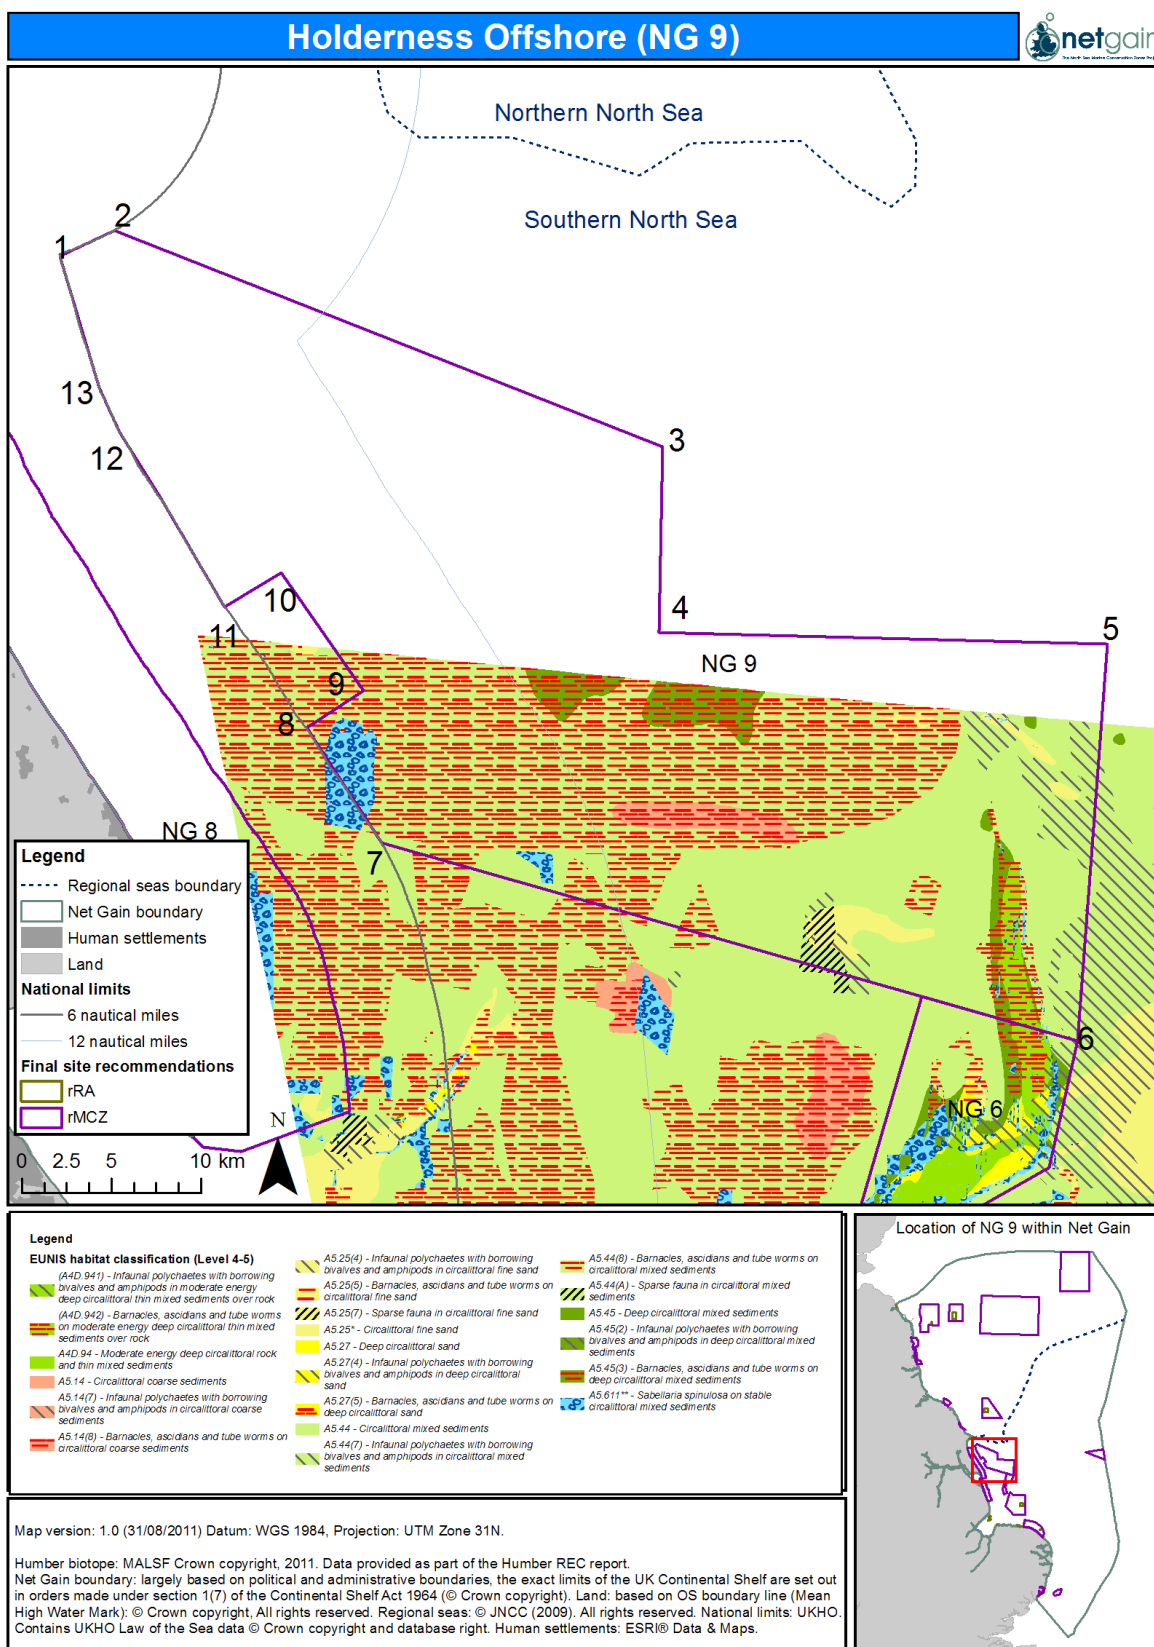 Holderness Offshore (NG 9)
netgain
The North Sea Marine Conservation Zones Project
Northern North Sea
Southern North Sea
1
2
13
12
3
10
4
11
5
NG 9
9
8
NG 8
7
6
NG 6
Legend
Regional seas boundary
Net Gain boundary
Human settlements
Land
National limits
6 nautical miles
12 nautical miles
Final site recommendations
rRA
rMCZ
N
0 2.5 5 10 km
Legend
EUNIS habitat classification (Level 4-5)
(A4D.941) - Infaunal polychaetes with borrowing
bivalves and amphipods in moderate energy
deep circalittoral thin mixed sediments over rock
(A4D.942) - Barnacles, ascidians and tube worms
on moderate energy deep circalittoral thin mixed
sediments over rock
A4D.94 - Moderate energy deep circalittoral rock
and thin mixed sediments
A5.14 - Circalittoral coarse sediments
A5.14(7) - Infaunal polychaetes with borrowing
bivalves and amphipods in circalittoral coarse
sediments
A5.14(8) - Barnacles, ascidians and tube worms on
circalittoral coarse sediments
A5.25(4) - Infaunal polychaetes with borrowing
bivalves and amphipods in circalittoral fine sand
A5.25(5) - Barnacles, ascidians and tube worms on
circalittoral fine sand
A5.25(7) - Sparse fauna in circalittoral fine sand
A5.25* - Circalittoral fine sand
A5.27 - Deep circalittoral sand
A5.27(4) - Infaunal polychaetes with borrowing
bivalves and amphipods in deep circalittoral
sand
A5.27(5) - Barnacles, ascidians and tube worms on
deep circalittoral sand
A5.44 - Circalittoral mixed sediments
A5.44(7) - Infaunal polychaetes with borrowing
bivalves and amphipods in circalittoral mixed
sediments
A5.44(8) - Barnacles, ascidians and tube worms on
circalittoral mixed sediments
A5.44(A) - Sparse fauna in circalittoral mixed
sediments
A5.45 - Deep circalittoral mixed sediments
A5.45(2) - Infaunal polychaetes with borrowing
bivalves and amphipods in deep circalittoral mixed
sediments
A5.45(3) - Barnacles, ascidians and tube worms on
deep circalittoral mixed sediments
A5.611** - Sabellaria spinulosa on stable
circalittoral mixed sediments
Location of NG 9 within Net Gain
Map version: 1.0 (31/08/2011) Datum: WGS 1984, Projection: UTM Zone 31N.
Humber biotope: MALSF Crown copyright, 2011. Data provided as part of the Humber REC report.
Net Gain boundary: largely based on political and administrative boundaries, the exact limits of the UK Continental Shelf are set out
in orders made under section 1(7) of the Continental Shelf Act 1964 (© Crown copyright). Land: based on OS boundary line (Mean
High Water Mark): © Crown copyright, All rights reserved. Regional seas: © JNCC (2009). All rights reserved. National limits: UKHO.
Contains UKHO Law of the Sea data © Crown copyright and database right. Human settlements: ESRI® Data & Maps.